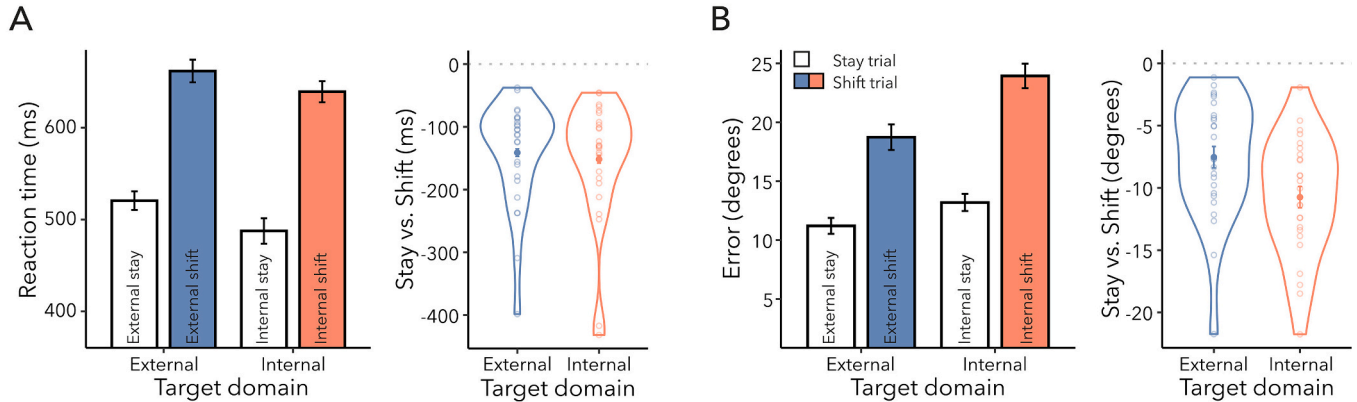 A
Reaction time (ms)
600
500
400
External stay
External shift
Internal stay
Internal shift
External
Internal
Target domain
Stay vs. Shift (ms)
0
-100
-200
-300
-400
External
Internal
Target domain
B
Error (degrees)
25
20
15
10
5
Stay trial
Shift trial
External stay
External shift
Internal stay
Internal shift
External
Internal
Target domain
Stay vs. Shift (degrees)
0
-5
-10
-15
-20
External
Internal
Target domain